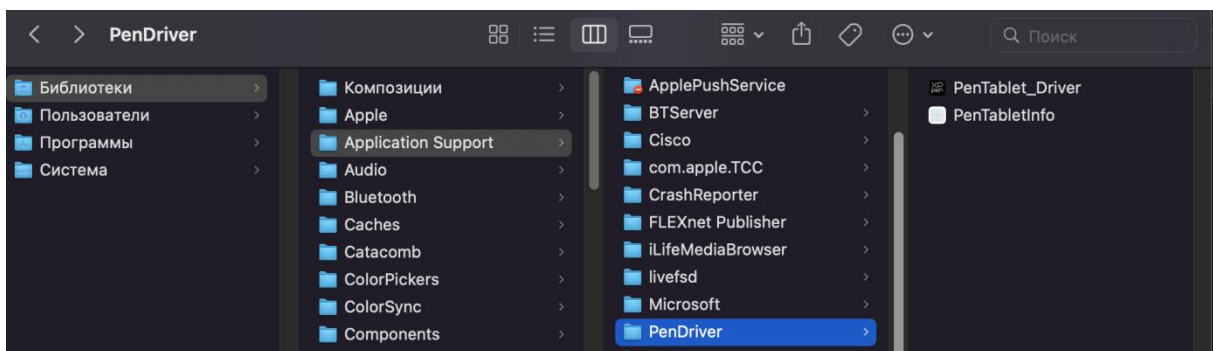 PenDriver
Поиск
Библиотеки
Пользователи
Программы
Система
Композиции
Apple
Application Support
Audio
Bluetooth
Caches
Catacomb
ColorPickers
ColorSync
Components
ApplePushService
BTServer
Cisco
com.apple.TCC
CrashReporter
FLEXnet Publisher
iLifeMediaBrowser
livefsd
Microsoft
PenDriver
PenTablet_Driver
PenTabletInfo